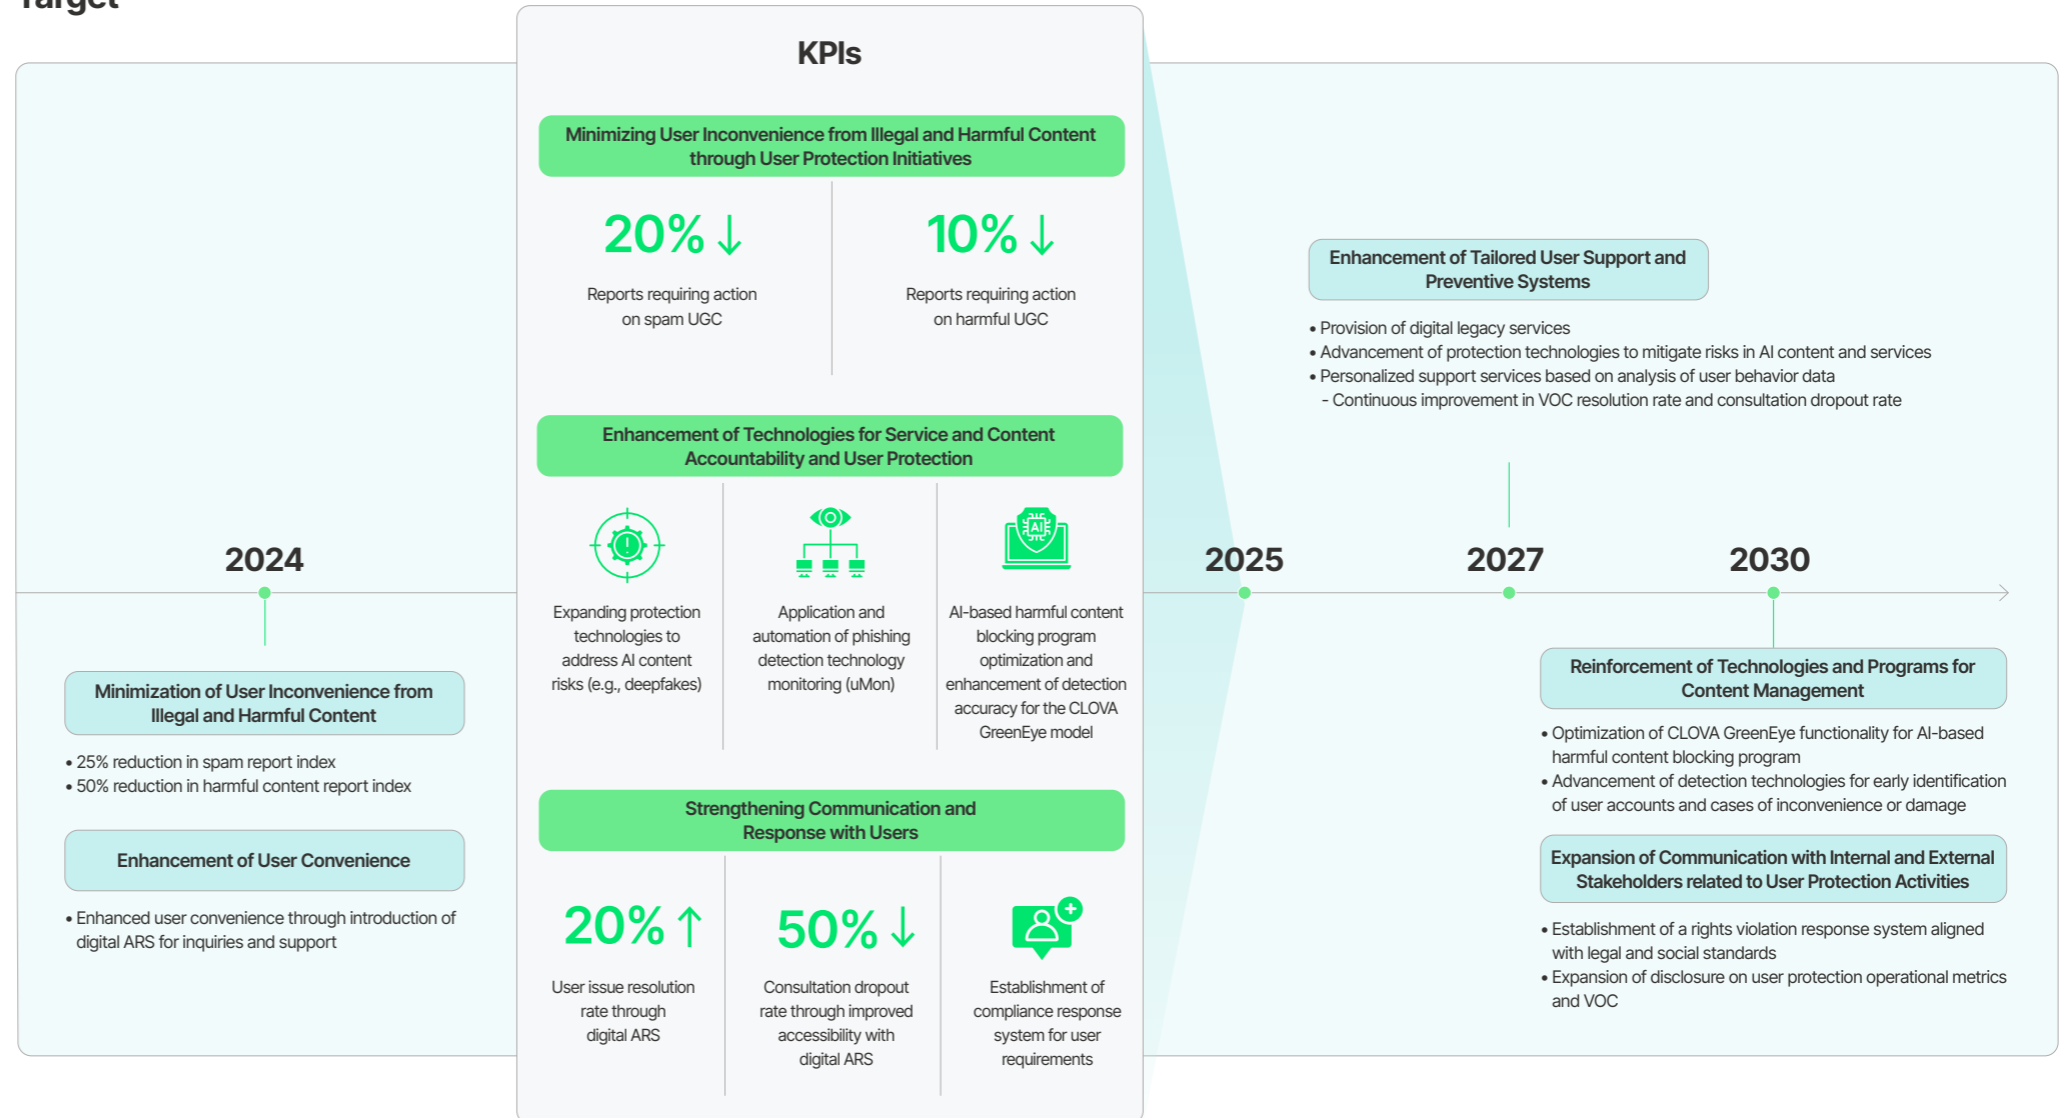 Target
KPIs
Minimizing User Inconvenience from Illegal and Harmful Content
through User Protection Initiatives
20% ↓
Reports requiring action
on spam UGC
10% ↓
Reports requiring action
on harmful UGC
Enhancement of Technologies for Service and Content
Accountability and User Protection
Expanding protection
technologies to
address AI content
risks (e.g., deepfakes)
Application and
automation of phishing
detection technology
monitoring (uMon)
AI
AI-based harmful content
blocking program
optimization and
enhancement of detection
accuracy for the CLOVA
GreenEye model
Strengthening Communication and
Response with Users
20% ↑
User issue resolution
rate through
digital ARS
50% ↓
Consultation dropout
rate through improved
accessibility with
digital ARS
Establishment of
compliance response
system for user
requirements
2024
Minimization of User Inconvenience from
Illegal and Harmful Content
• 25% reduction in spam report index
• 50% reduction in harmful content report index
Enhancement of User Convenience
• Enhanced user convenience through introduction of
digital ARS for inquiries and support
2025
2027
Enhancement of Tailored User Support and
Preventive Systems
• Provision of digital legacy services
• Advancement of protection technologies to mitigate risks in AI content and services
• Personalized support services based on analysis of user behavior data
- Continuous improvement in VOC resolution rate and consultation dropout rate
2030
Reinforcement of Technologies and Programs for
Content Management
• Optimization of CLOVA GreenEye functionality for AI-based
harmful content blocking program
• Advancement of detection technologies for early identification
of user accounts and cases of inconvenience or damage
Expansion of Communication with Internal and External
Stakeholders related to User Protection Activities
• Establishment of a rights violation response system aligned
with legal and social standards
• Expansion of disclosure on user protection operational metrics
and VOC